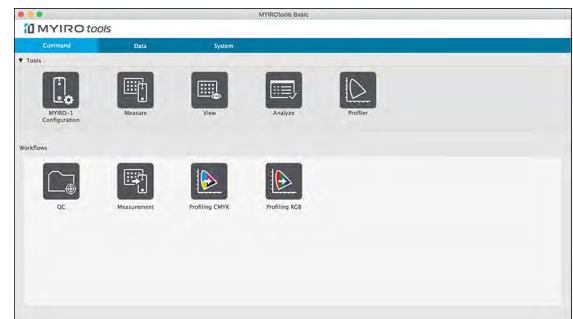 MYIROtools Basic
MYIRO tools
Command Data System
▼ Tools
MYIRO-1 Measure View Analyze Profiler
Configuration
Workflows
QC Measurement Profiling CMYK Profiling RGB